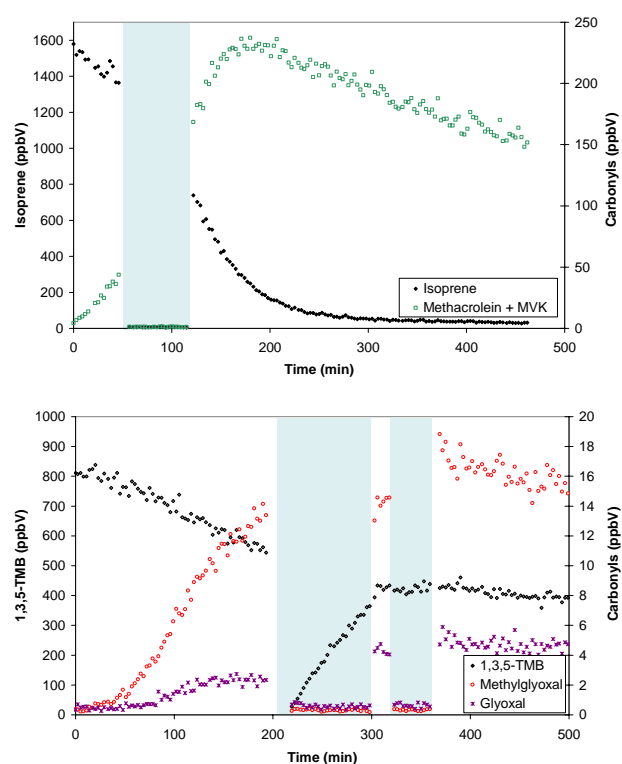 1600
1400
1200
1000
800
600
400
200
0
Isoprene (ppbV)
250
200
150
100
50
0
Carbonyls (ppbV)
Isoprene
Methacrolein + MVK
0 100 200 300 400 500
Time (min)
1000
900
800
700
600
500
400
300
200
100
0
1,3,5-TMB (ppbV)
20
18
16
14
12
10
8
6
4
2
0
Carbonyls (ppbV)
1,3,5-TMB
Methylglyoxal
Glyoxal
0 100 200 300 400 500
Time (min)